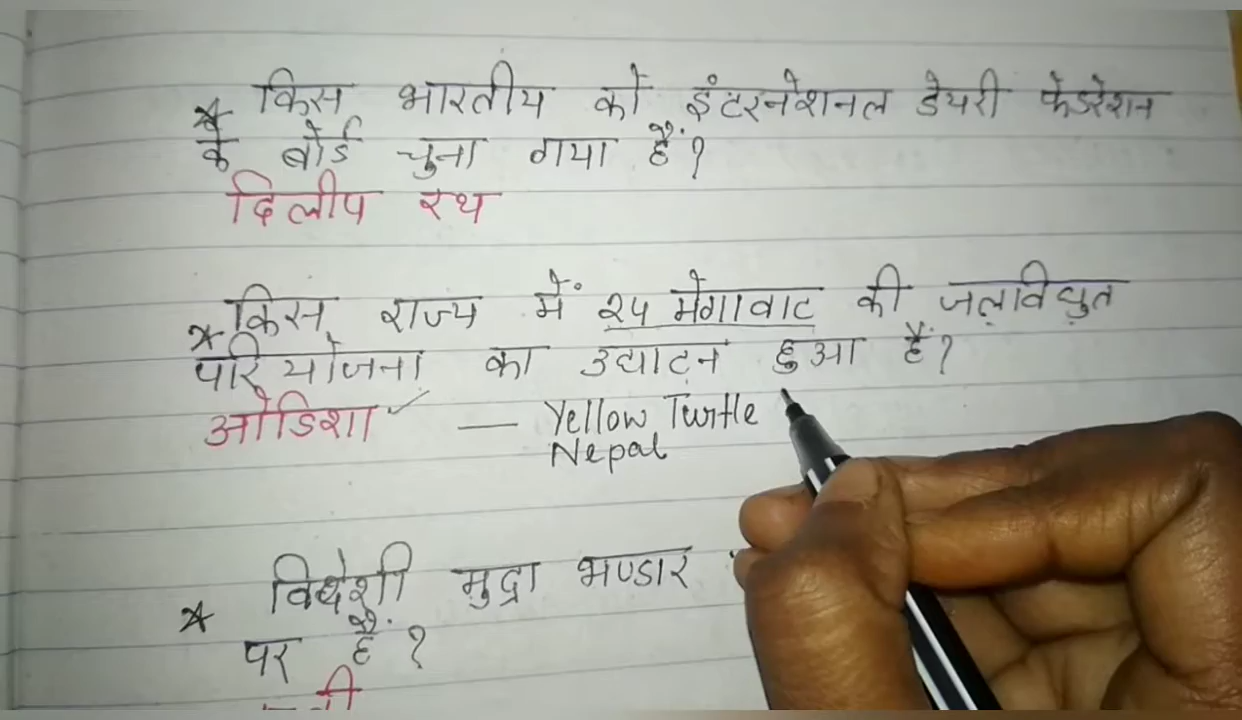 * किस भारतीय को इंटरनेशनल डेयरी फेडरेशन
के बोर्ड चुना गया हैं?
दिलीप रथ
* किस राज्य में २५ मेगावाट की जलविद्युत
परियोजना का उद्याटन हुआ हैं?
ओडिशा ✓ — Yellow Turtle
Nepal
* विदेशी मुद्रा भण्डार
पर हैं?